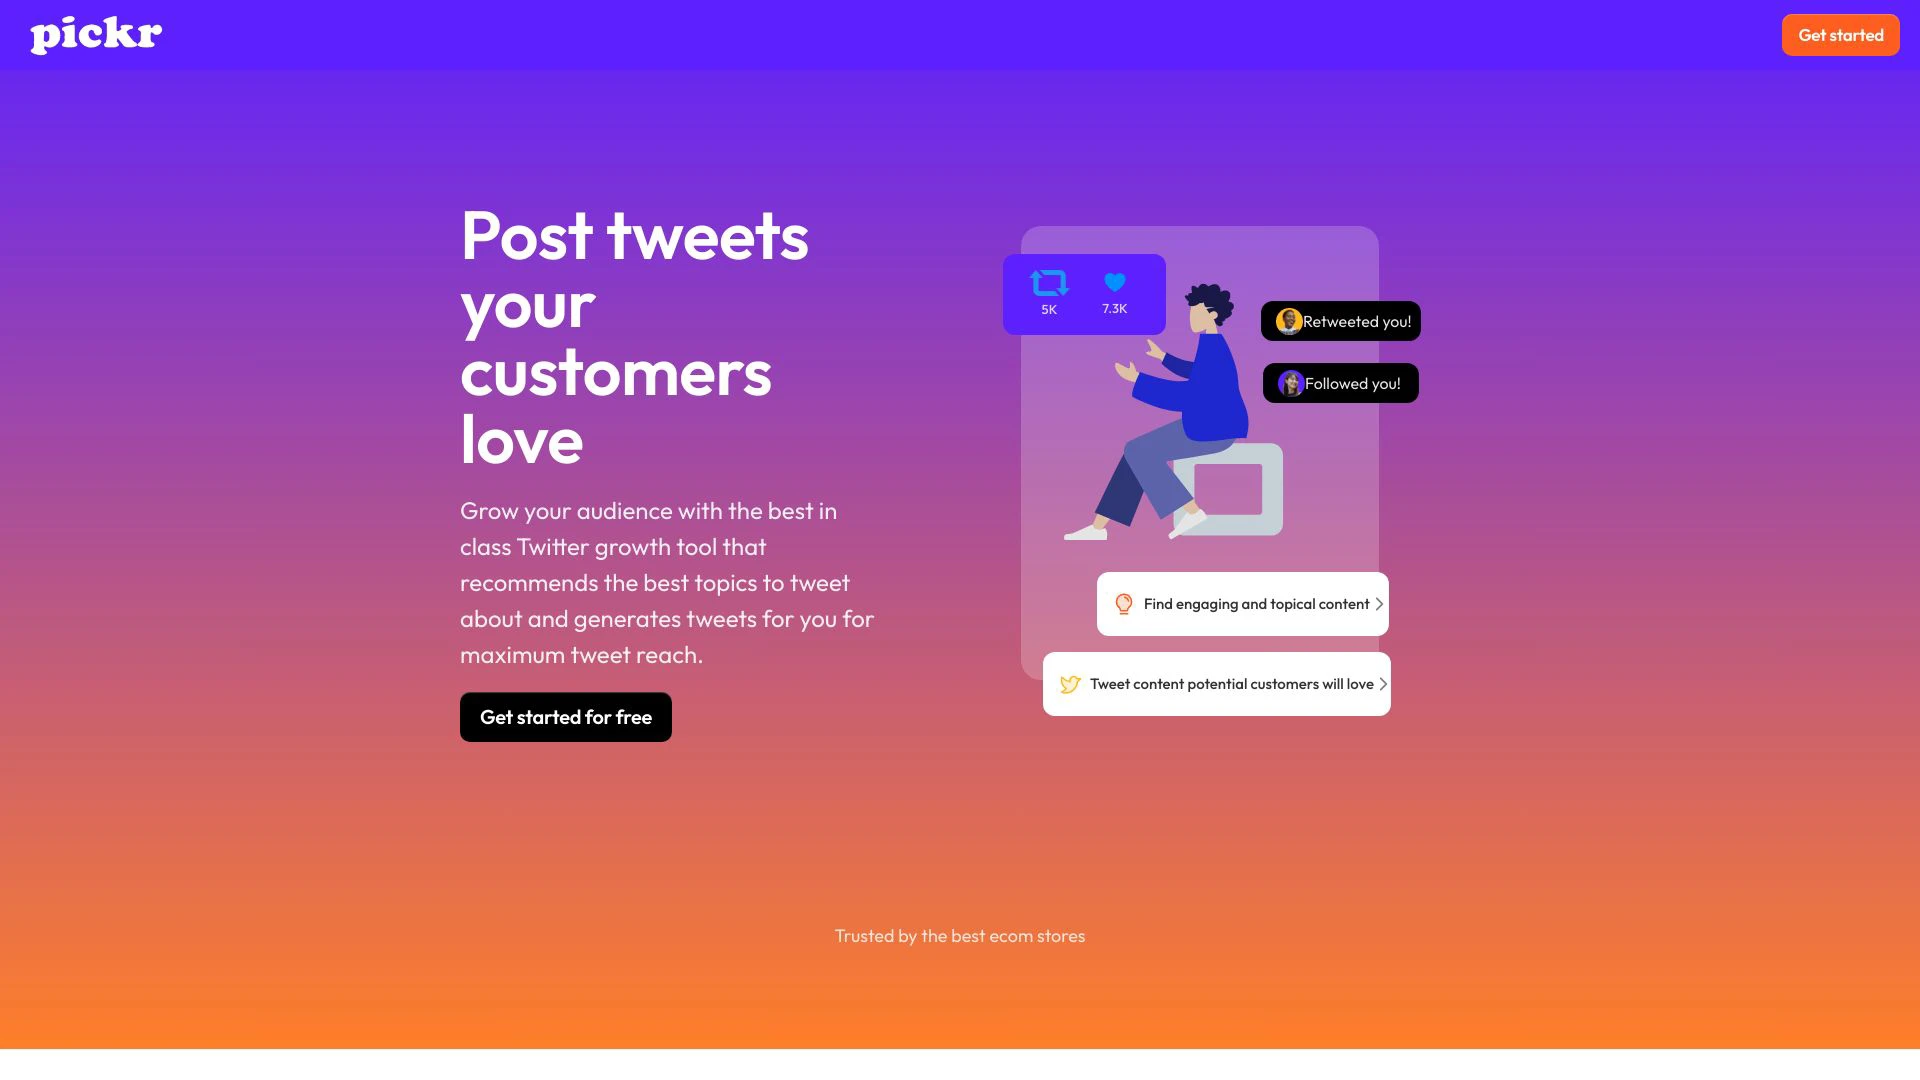 pickr
Get started
Post tweets
your
customers
love
Grow your audience with the best in
class Twitter growth tool that
recommends the best topics to tweet
about and generates tweets for you for
maximum tweet reach.
Get started for free
5K
7.3K
Retweeted you!
Followed you!
Find engaging and topical content
Tweet content potential customers will love
Trusted by the best ecom stores